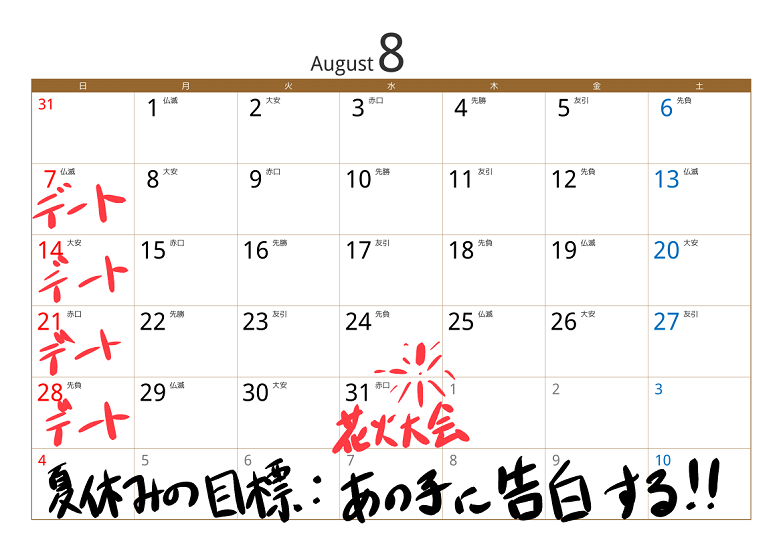 August 8
日 月 火 水 木 金 土
31 1 仏滅 2 大安 3 赤口 4 先勝 5 友引 6 先負
7 仏滅 8 大安 9 赤口 10 先勝 11 友引 12 先負 13 仏滅
デート
14 大安 15 赤口 16 先勝 17 友引 18 先負 19 仏滅 20 大安
デート
21 赤口 22 先勝 23 友引 24 先負 25 仏滅 26 大安 27 友引
デート
28 先負 29 仏滅 30 大安 31 赤口 1 2 3
デート 花火大会
4 5 6 7 8 9 10
夏休みの目標:あの子に告白する!!